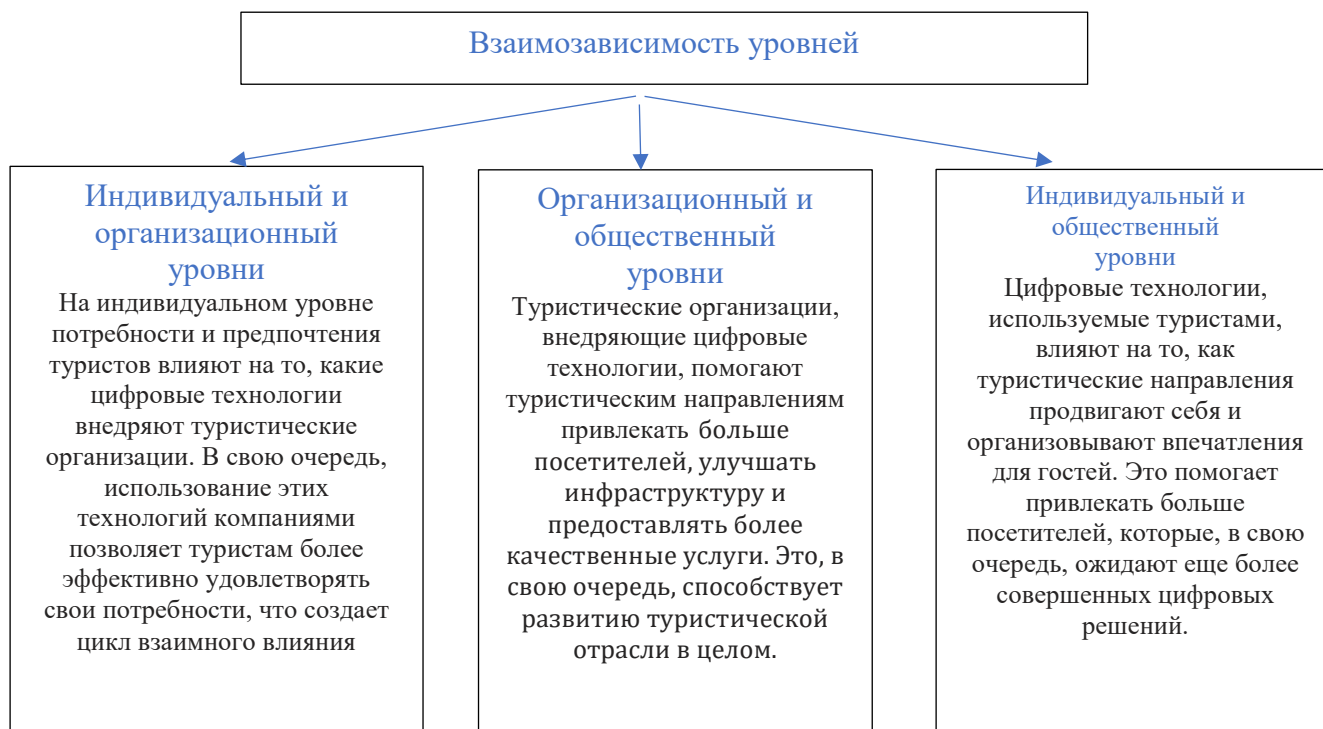 Взаимозависимость уровней
Индивидуальный и
организационный
уровни
На индивидуальном уровне
потребности и предпочтения
туристов влияют на то, какие
цифровые технологии
внедряют туристические
организации. В свою очередь,
использование этих
технологий компаниями
позволяет туристам более
эффективно удовлетворять
свои потребности, что создает
цикл взаимного влияния
Организационный и
общественный
уровни
Туристические организации,
внедряющие цифровые
технологии, помогают
туристическим направлениям
привлекать больше
посетителей, улучшать
инфраструктуру и
предоставлять более
качественные услуги. Это, в
свою очередь, способствует
развитию туристической
отрасли в целом.
Индивидуальный и
общественный
уровни
Цифровые технологии,
используемые туристами,
влияют на то, как
туристические направления
продвигают себя и
организовывают впечатления
для гостей. Это помогает
привлекать больше
посетителей, которые, в свою
очередь, ожидают еще более
совершенных цифровых
решений.